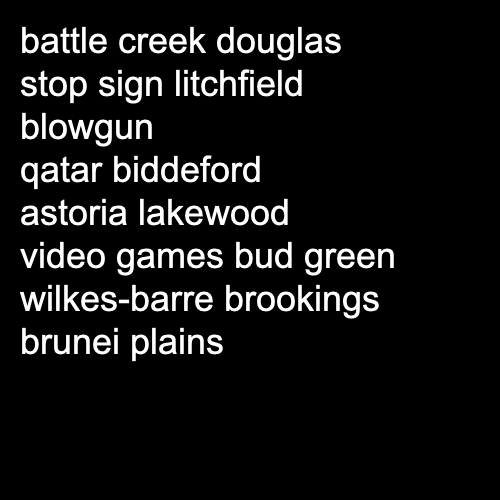 battle creek douglas
stop sign litchfield
blowgun
qatar biddeford
astoria lakewood
video games bud green
wilkes-barre brookings
brunei plains